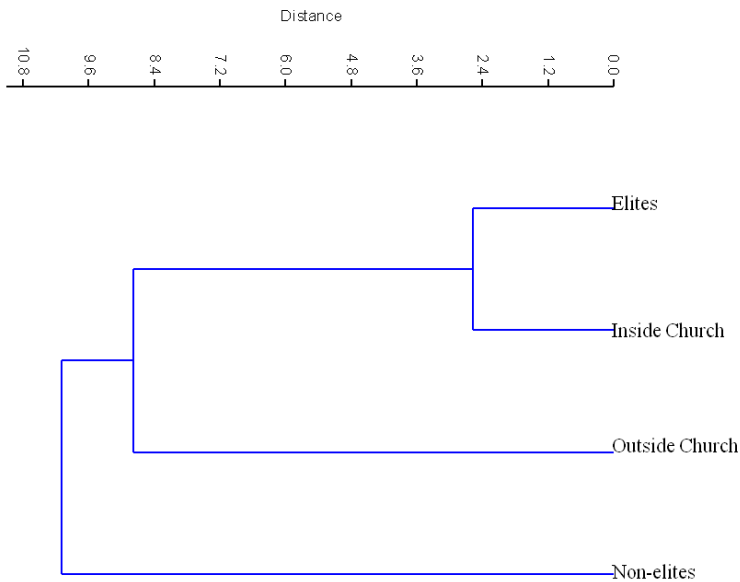 Distance
10.8 9.6 8.4 7.2 6.0 4.8 3.6 2.4 1.2 0.0
Elites
Inside Church
Outside Church
Non-elites